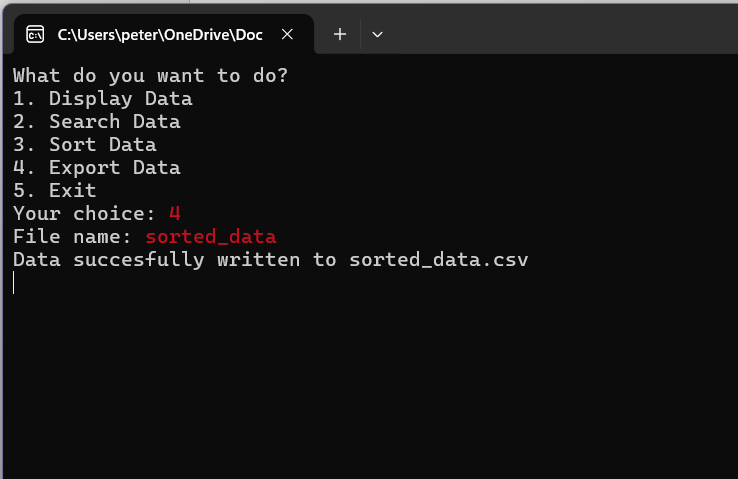 C:\Users\peter\OneDrive\Doc
What do you want to do?
1. Display Data
2. Search Data
3. Sort Data
4. Export Data
5. Exit
Your choice: 4
File name: sorted_data
Data succesfully written to sorted_data.csv